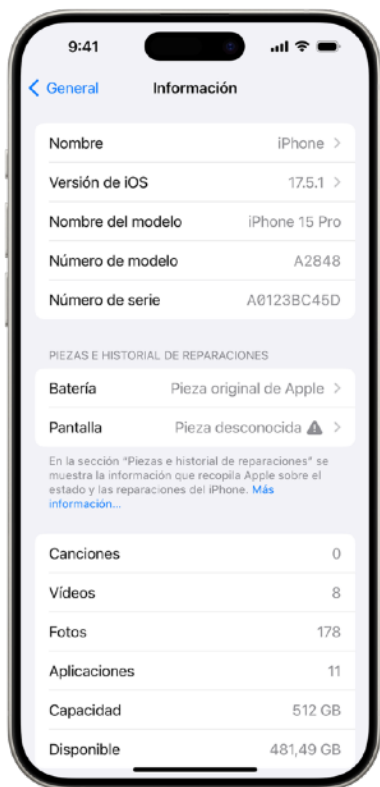 9:41
General Información
Nombre iPhone
Versión de iOS 17.5.1
Nombre del modelo iPhone 15 Pro
Número de modelo A2848
Número de serie A0123BC45D
PIEZAS E HISTORIAL DE REPARACIONES
Batería Pieza original de Apple
Pantalla Pieza desconocida
En la sección “Piezas e historial de reparaciones” se
muestra la información que recopila Apple sobre el
estado y las reparaciones del iPhone. Más
información...
Canciones 0
Vídeos 8
Fotos 178
Aplicaciones 11
Capacidad 512 GB
Disponible 481,49 GB